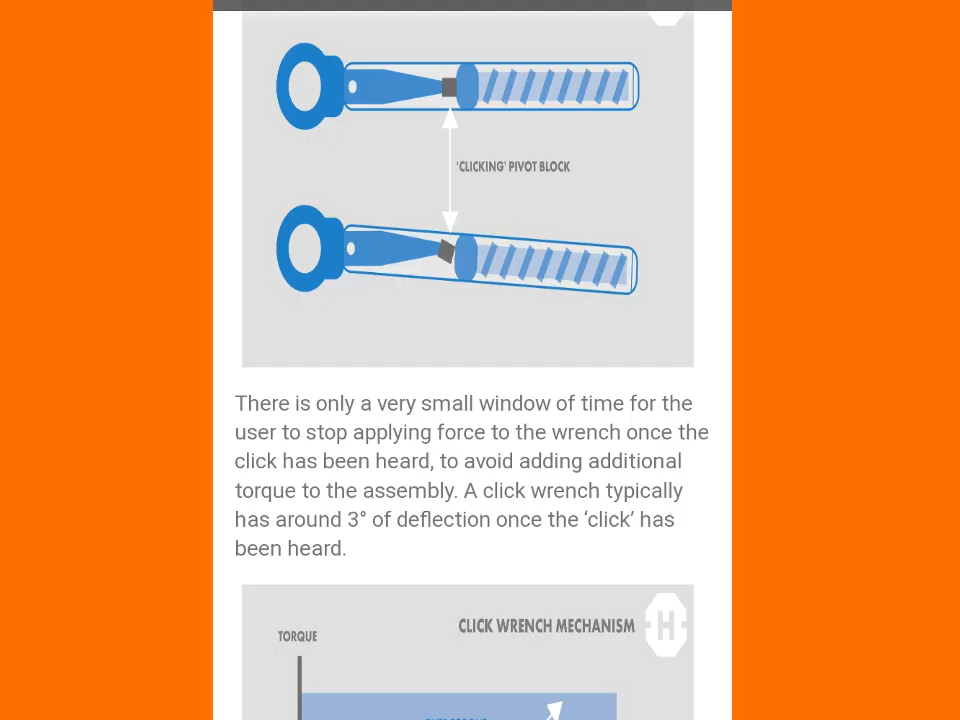 'CLICKING' PIVOT BLOCK
There is only a very small window of time for the
user to stop applying force to the wrench once the
click has been heard, to avoid adding additional
torque to the assembly. A click wrench typically
has around 3° of deflection once the ‘click’ has
been heard.
CLICK WRENCH MECHANISM
H
TORQUE